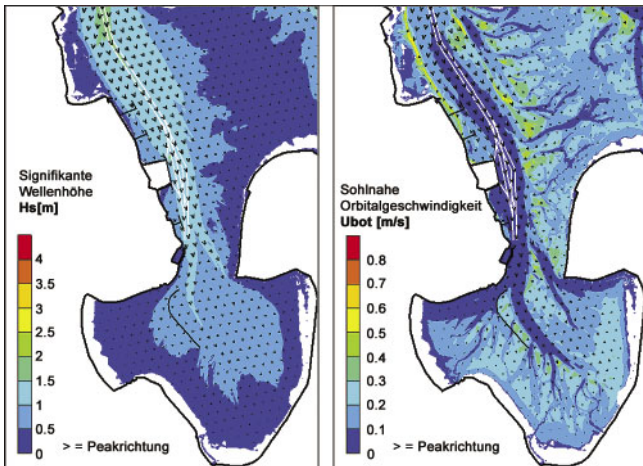 Signifikante
Wellenhöhe
Hs[m]
4
3.5
3
2.5
2
1.5
1
0.5
0
> = Peakrichtung
Sohlnahe
Orbitalgeschwindigkeit
Ubot [m/s]
0.8
0.7
0.6
0.5
0.4
0.3
0.2
0.1
0
> = Peakrichtung